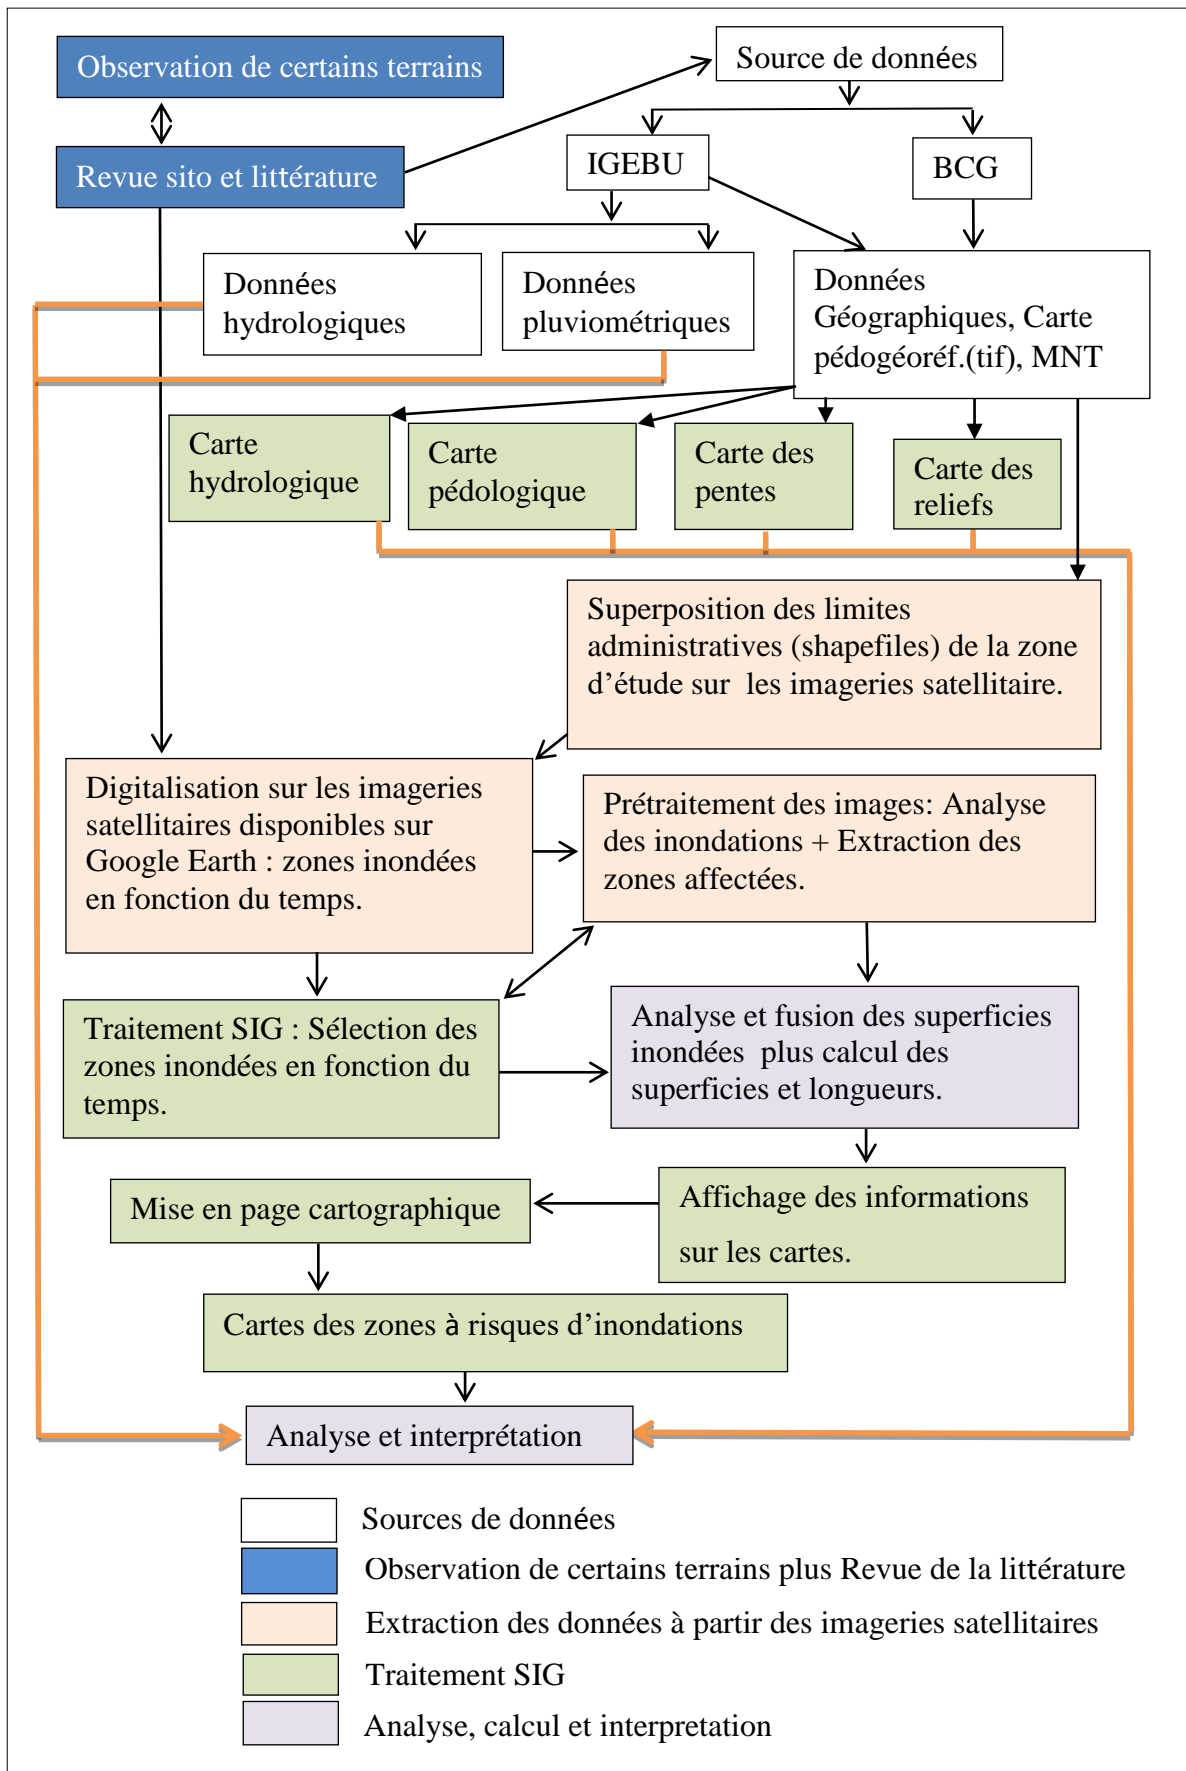 Observation de certains terrains
Source de données
Revue sito et littérature
IGEBU
BCG
Données
hydrologiques
Données
pluviométriques
Données
Géographiques, Carte
pédogéoréf.(tif), MNT
Carte
hydrologique
Carte
pédologique
Carte des
pentes
Carte des
reliefs
Superposition des limites
administratives (shapefiles) de la zone
d’étude sur les imageries satellitaire.
Digitalisation sur les imageries
satellitaires disponibles sur
Google Earth : zones inondées
en fonction du temps.
Prétraitement des images: Analyse
des inondations + Extraction des
zones affectées.
Traitement SIG : Sélection des
zones inondées en fonction du
temps.
Analyse et fusion des superficies
inondées plus calcul des
superficies et longueurs.
Mise en page cartographique
Affichage des informations
sur les cartes.
Cartes des zones à risques d’inondations
Analyse et interprétation
Sources de données
Observation de certains terrains plus Revue de la littérature
Extraction des données à partir des imageries satellitaires
Traitement SIG
Analyse, calcul et interpretation